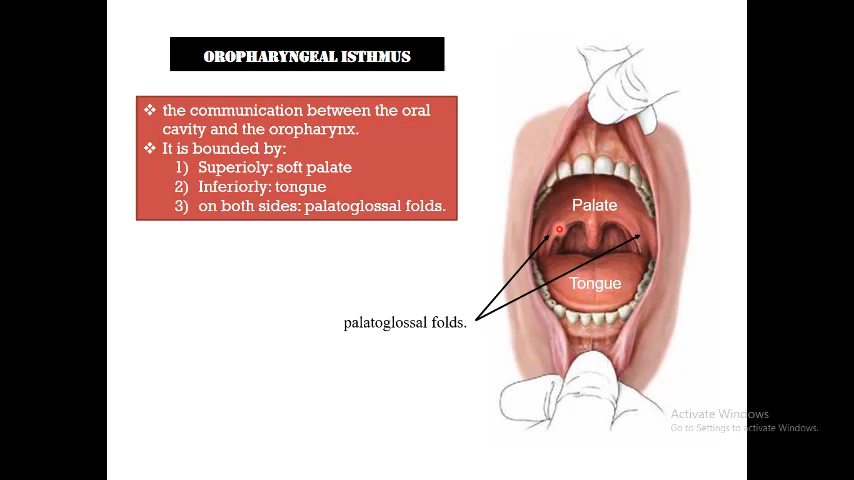 OROPHARYNGEAL ISTHMUS
❖ the communication between the oral
cavity and the oropharynx.
❖ It is bounded by:
1) Superioly: soft palate
2) Inferiorly: tongue
3) on both sides: palatoglossal folds.
Palate
Tongue
palatoglossal folds.
Activate Windows
Go to Settings to activate Windows.